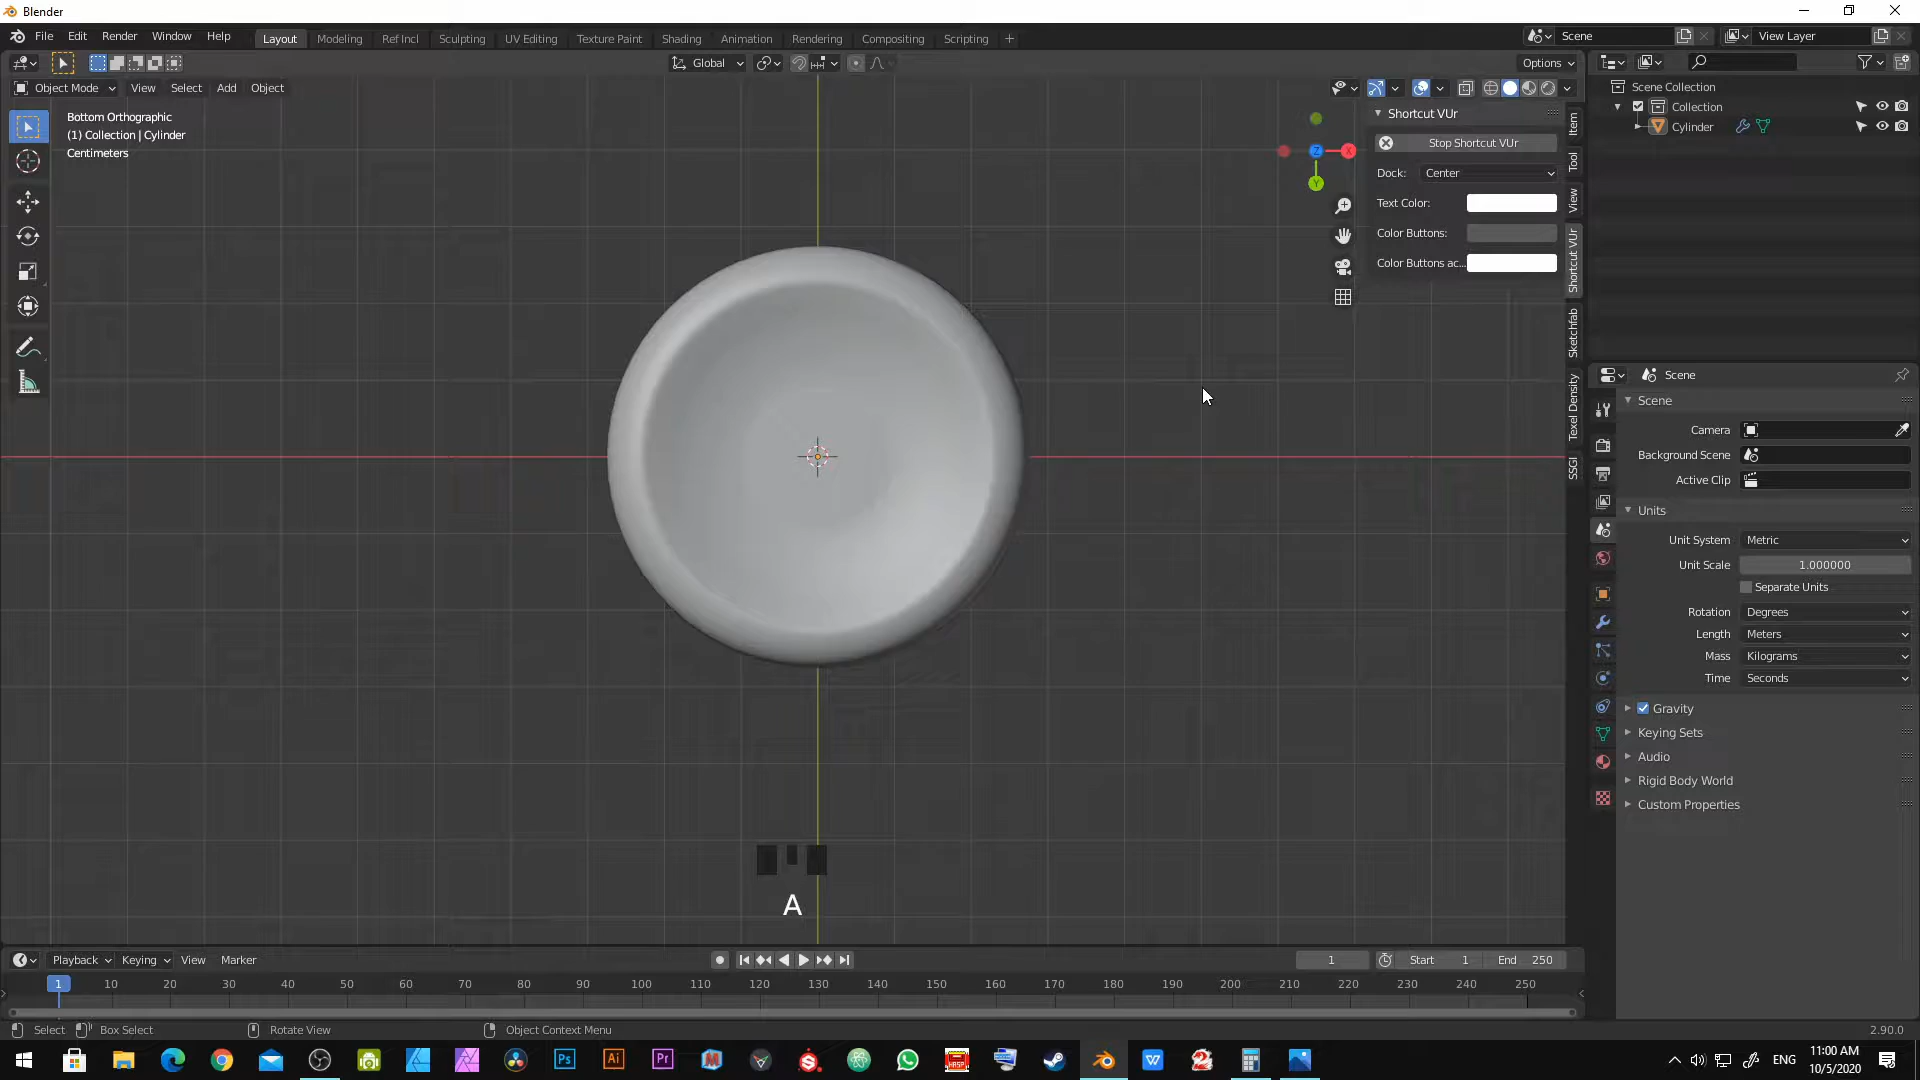 Blender
File Edit Render Window Help
Layout Modeling Ref Incl Sculpting UV Editing Texture Paint Shading Animation Rendering Compositing Scripting +
Scene View Layer
Global Options
Object Mode View Select Add Object
Bottom Orthographic
(1) Collection | Cylinder
Centimeters
X
Y
Z
Shortcut VUr
Stop Shortcut VUr
Dock: Center
Text Color:
Color Buttons:
Color Buttons ac...
Item
Tool
View
Shortcut VUr
Sketchfab
Texel Density
SSGI
Scene Collection
Collection
Cylinder
Scene
Scene
Camera
Background Scene
Active Clip
Units
Unit System Metric
Unit Scale 1.000000
Separate Units
Rotation Degrees
Length Meters
Mass Kilograms
Time Seconds
Gravity
Keying Sets
Audio
Rigid Body World
Custom Properties
A
Playback Keying View Marker 1 Start 1 End 250
1 10 20 30 40 50 60 70 80 90 100 110 120 130 140 150 160 170 180 190 200 210 220 230 240 250
Select Box Select Rotate View Object Context Menu 2.90.0
Ps Ai Pr
ENG
11:00 AM
10/5/2020